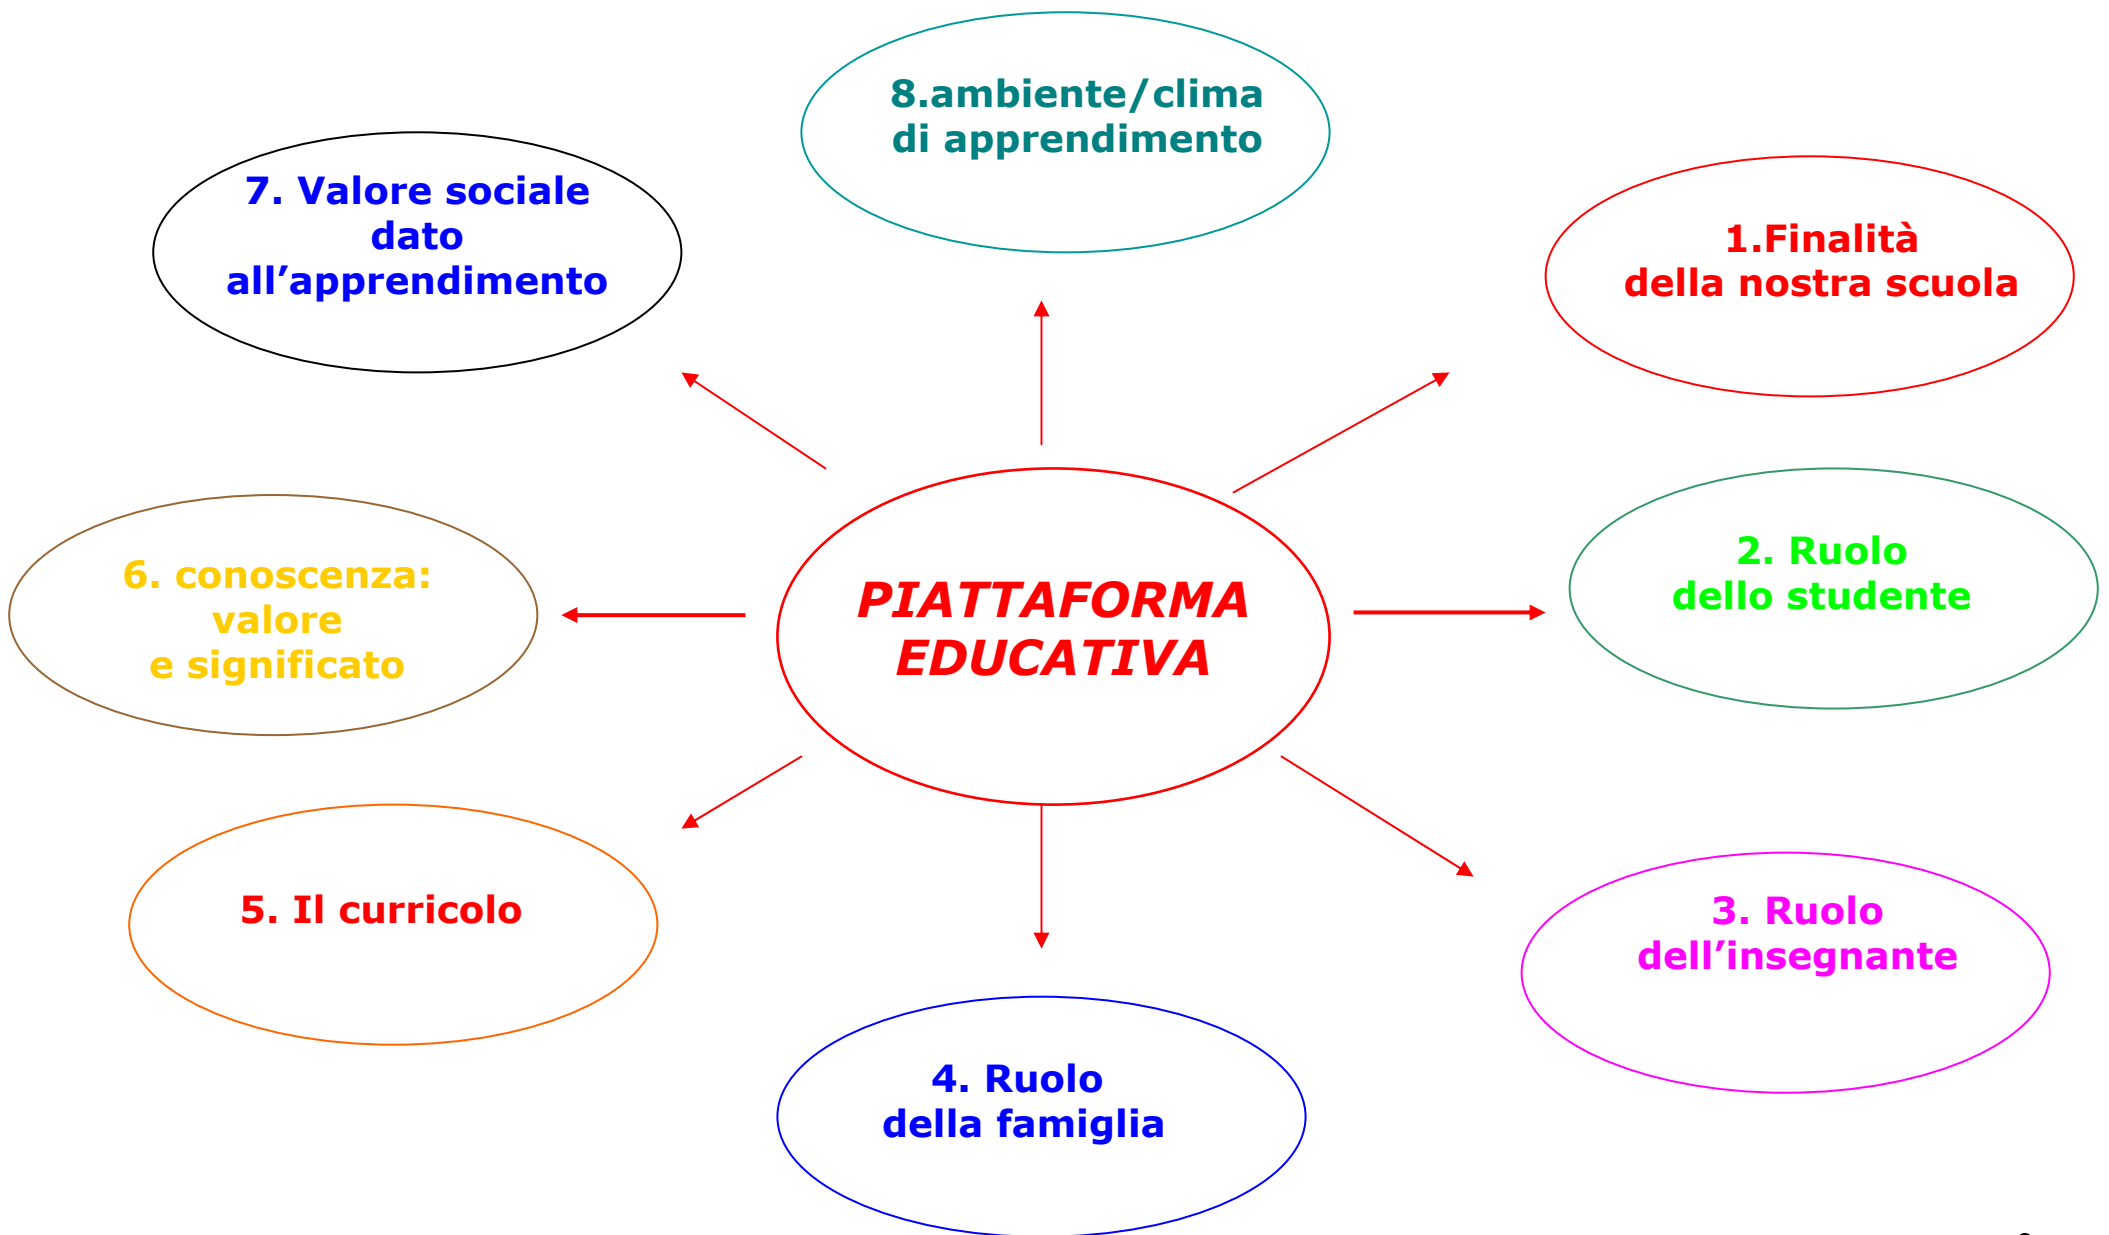 8.ambiente/clima
di apprendimento
7. Valore sociale
dato
all’apprendimento
1.Finalità
della nostra scuola
6. conoscenza:
valore
e significato
PIATTAFORMA
EDUCATIVA
2. Ruolo
dello studente
5. Il curricolo
3. Ruolo
dell’insegnante
4. Ruolo
della famiglia